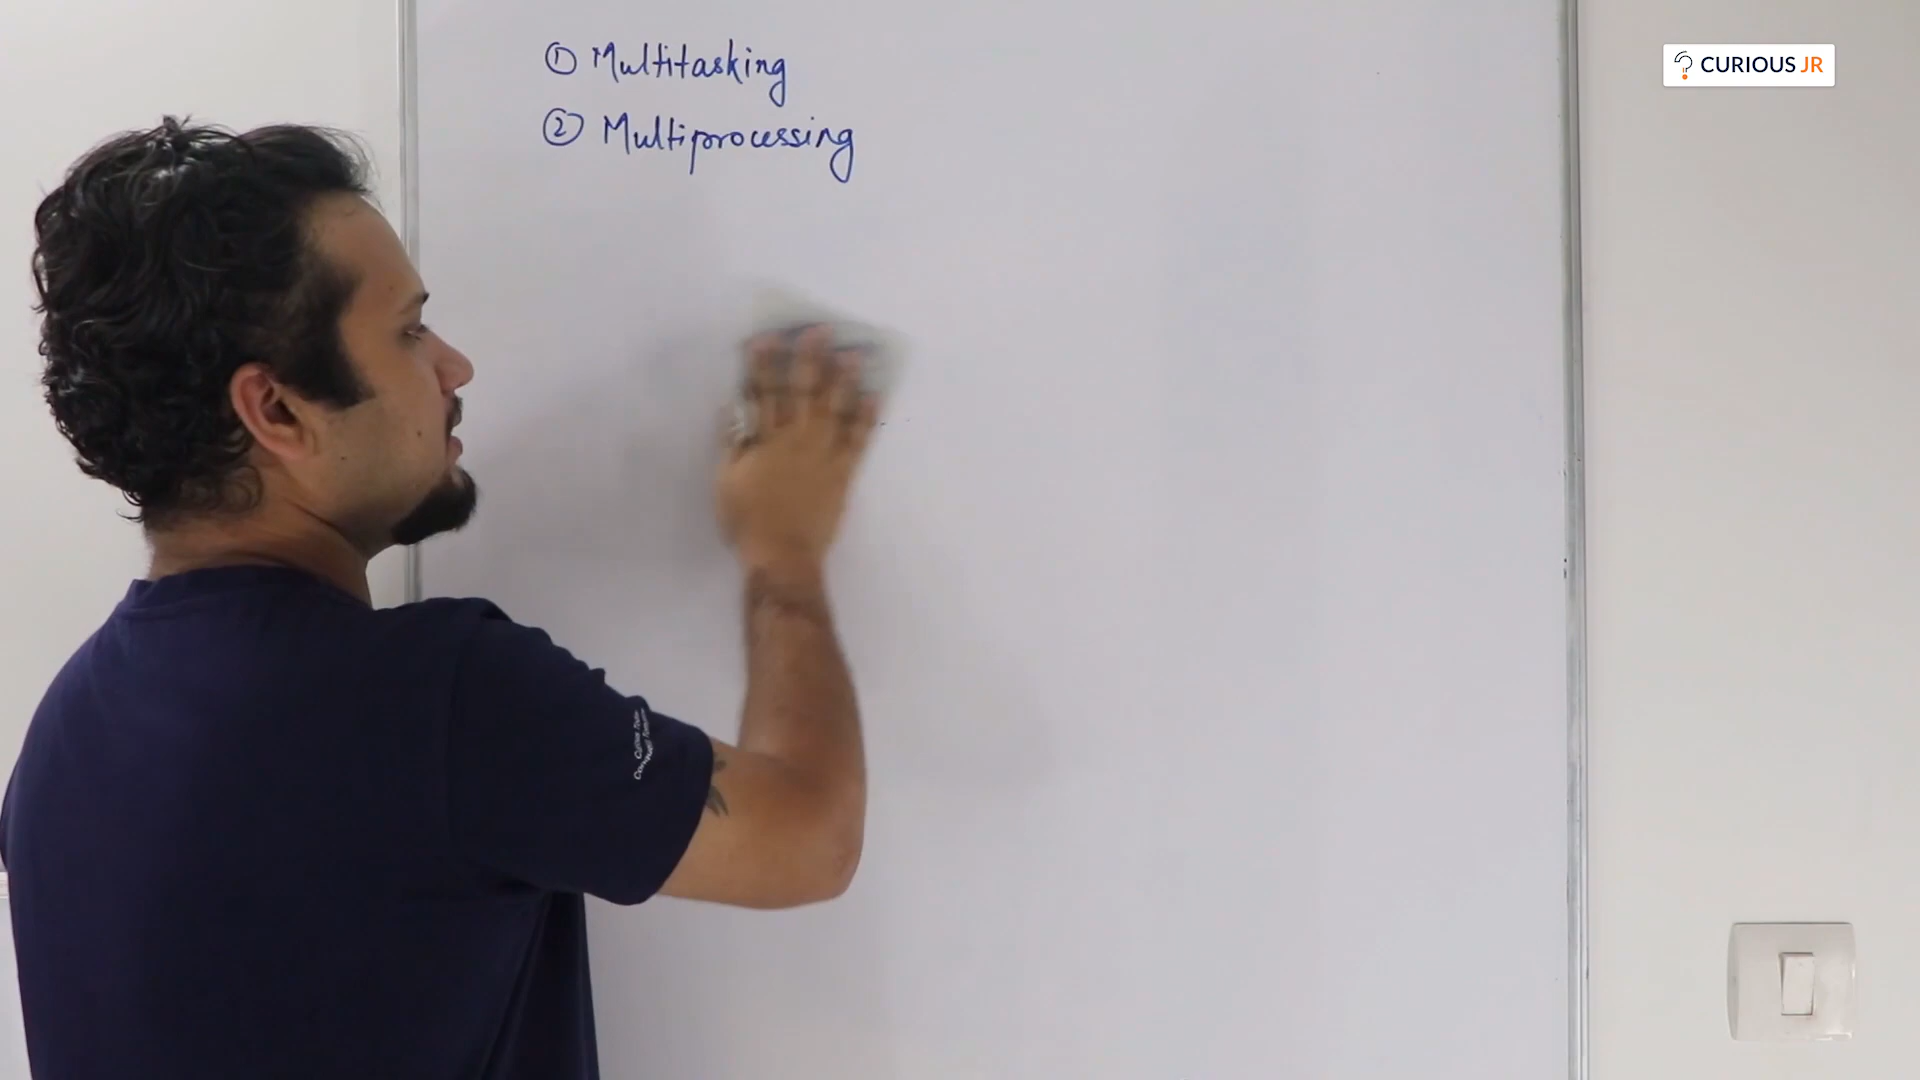 ① Multitasking
② Multiprocessing
CURIOUS JR